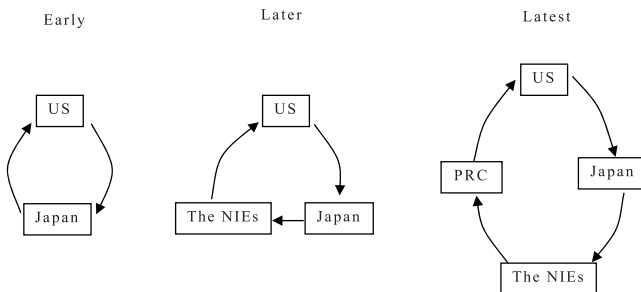 Early
Later
Latest
US
Japan
US
The NIEs
Japan
US
PRC
Japan
The NIEs